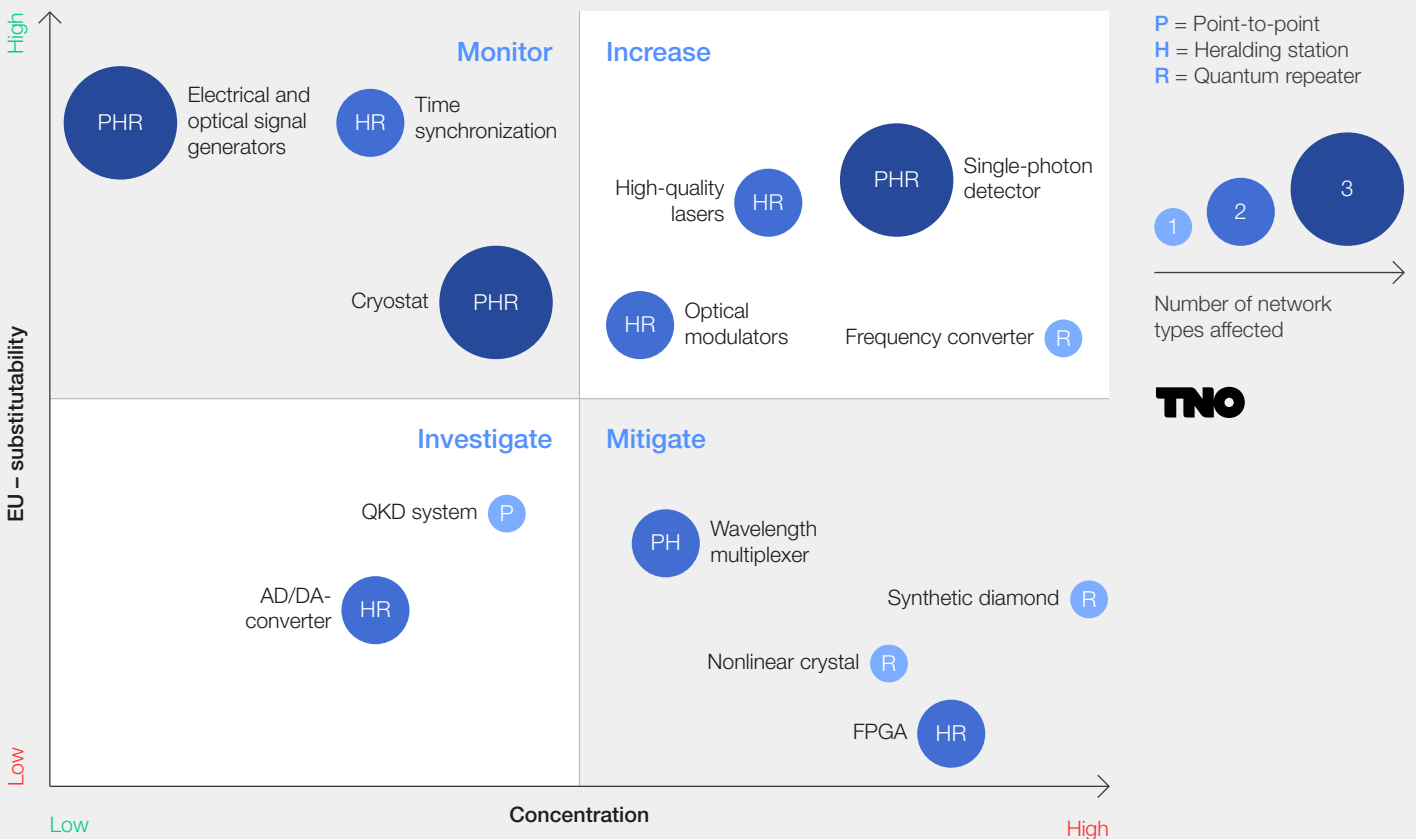 High
EU – substitutability
Low
Monitor
PHR
Electrical and
optical signal
generators
HR
Time
synchronization
Cryostat
PHR
Increase
High-quality
lasers
HR
PHR
Single-photon
detector
HR
Optical
modulators
Frequency converter
R
Investigate
QKD system
P
AD/DA-
converter
HR
Mitigate
PH
Wavelength
multiplexer
Synthetic diamond
R
Nonlinear crystal
R
FPGA
HR
Low
Concentration
High
P = Point-to-point
H = Heralding station
R = Quantum repeater
1
2
3
Number of network
types affected
TNO